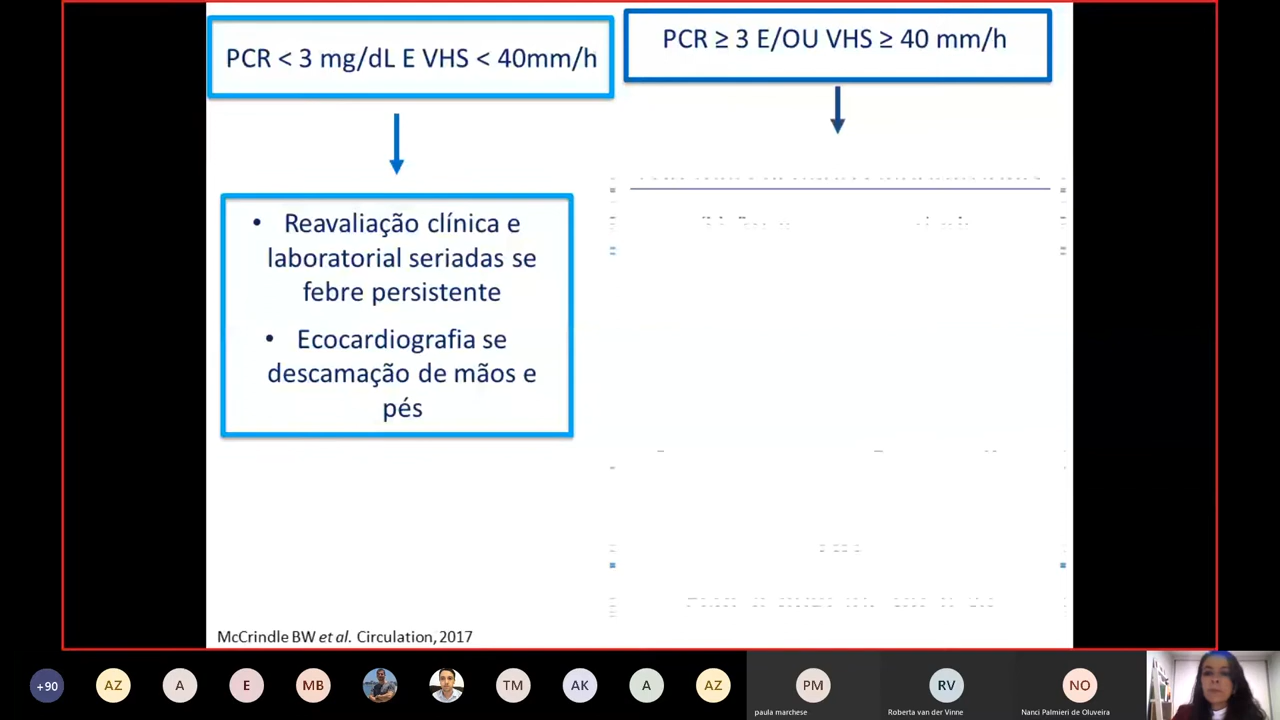 PCR < 3 mg/dL E VHS < 40mm/h
PCR ≥ 3 E/OU VHS ≥ 40 mm/h
• Reavaliação clínica e
laboratorial seriadas se
febre persistente
• Ecocardiografia se
descamação de mãos e
pés
McCrindle BW et al. Circulation, 2017
+90
AZ
A
E
MB
TM
AK
A
AZ
PM
paula marchese
RV
Roberta van der Vinne
NO
Nanci Palmieri de Oluveira